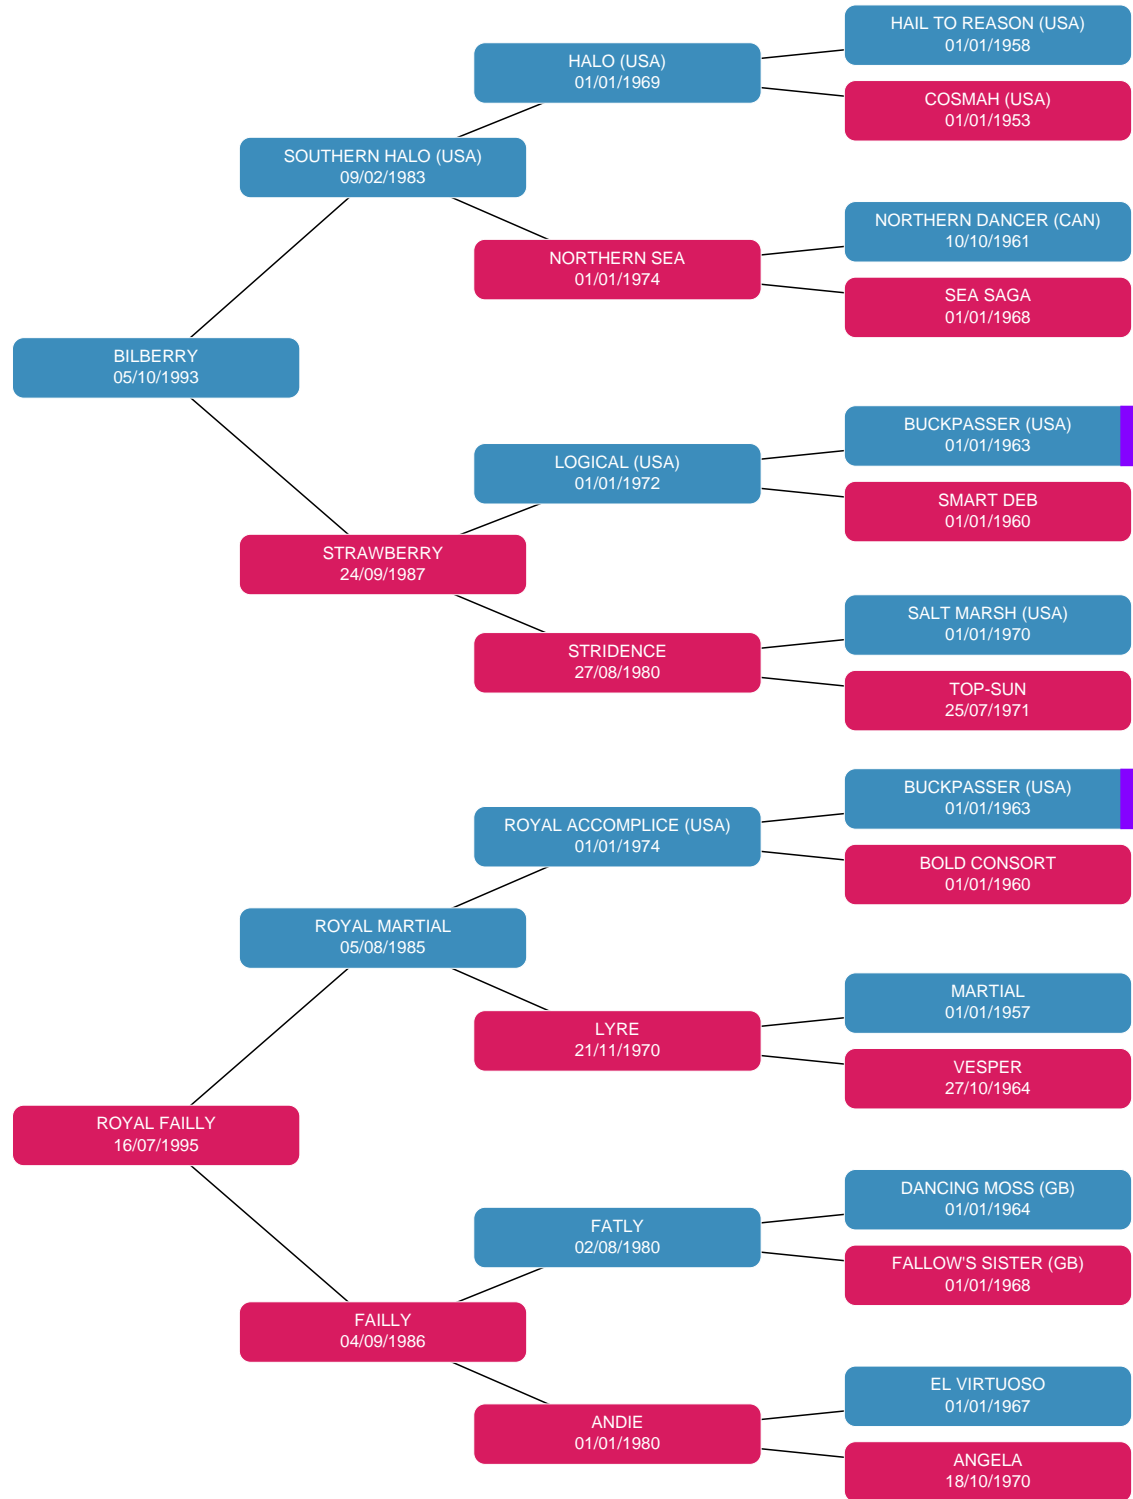 HAIL TO REASON (USA)
01/01/1958
HALO (USA)
01/01/1969
COSMAH (USA)
01/01/1953
SOUTHERN HALO (USA)
09/02/1983
NORTHERN DANCER (CAN)
10/10/1961
NORTHERN SEA
01/01/1974
SEA SAGA
01/01/1968
BILBERRY
05/10/1993
BUCKPASSER (USA)
01/01/1963
LOGICAL (USA)
01/01/1972
SMART DEB
01/01/1960
STRAWBERRY
24/09/1987
SALT MARSH (USA)
01/01/1970
STRIDENCE
27/08/1980
TOP-SUN
25/07/1971
BUCKPASSER (USA)
01/01/1963
ROYAL ACCOMPLICE (USA)
01/01/1974
BOLD CONSORT
01/01/1960
ROYAL MARTIAL
05/08/1985
MARTIAL
01/01/1957
LYRE
21/11/1970
VESPER
27/10/1964
ROYAL FAILLY
16/07/1995
DANCING MOSS (GB)
01/01/1964
FATLY
02/08/1980
FALLOW'S SISTER (GB)
01/01/1968
FAILLY
04/09/1986
EL VIRTUOSO
01/01/1967
ANDIE
01/01/1980
ANGELA
18/10/1970